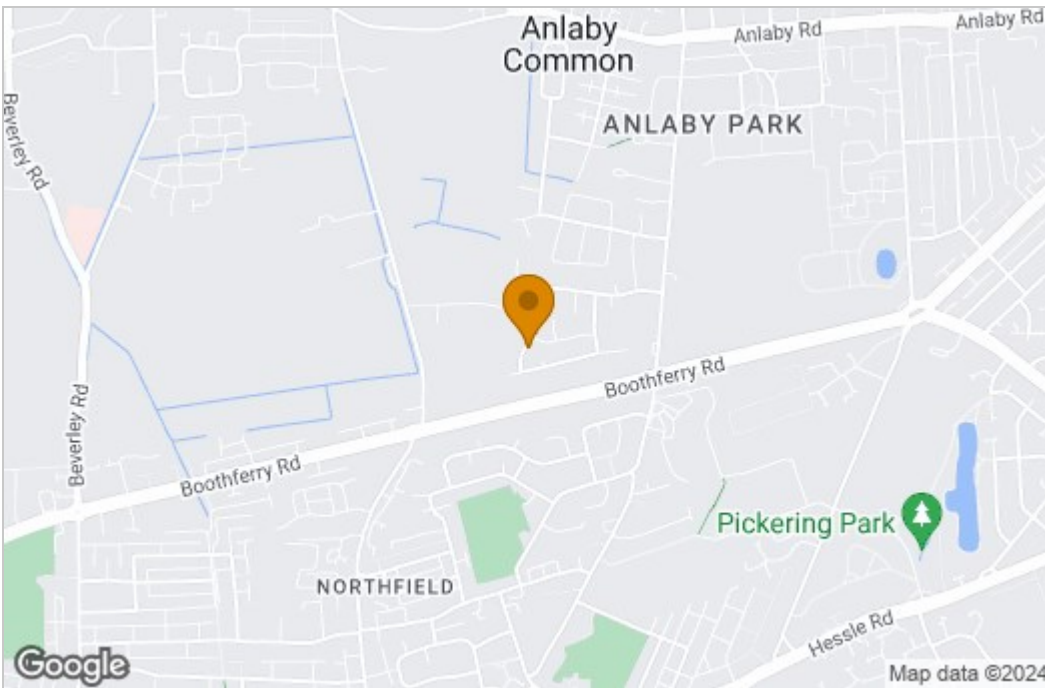 Anlaby
Common
Anlaby Rd
Anlaby Rd
ANLABY PARK
Beverley Rd
Boothferry Rd
Beverley Rd
Boothferry Rd
Pickering Park
NORTHFIELD
Hessle Rd
Google
Map data ©2024